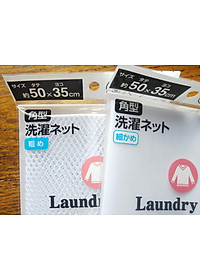 サイズ
タテ ヨコ
約50×35cm
角型
洗濯ネット
粗め
Laundry
サイズ
タテ ヨコ
約50×35cm
角型
洗濯ネット
細かめ
Laundry